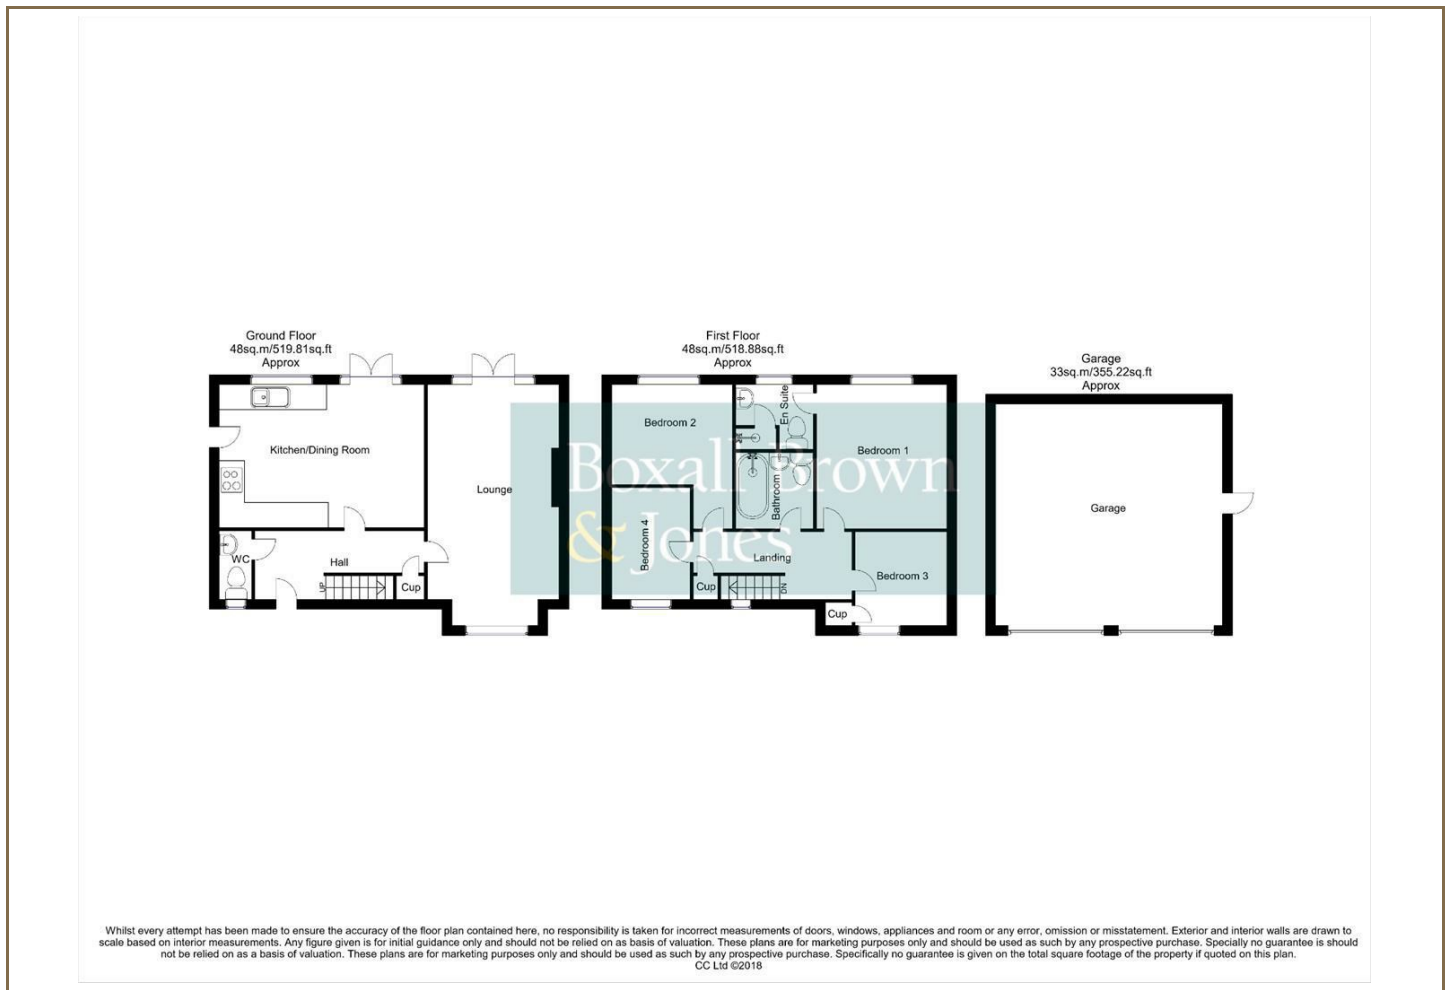 Ground Floor
48sq.m/519.81sq.ft
Approx
First Floor
48sq.m/518.88sq.ft
Approx
Garage
33sq.m/355.22sq.ft
Approx
Kitchen/Dining Room
Lounge
WC
Hall
UP
Cup
Bedroom 2
En Suite
Bedroom 1
Bathroom
Bedroom 4
Landing
Bedroom 3
Cup
DN
Cup
Garage
Boxall Brown
& Jones
Whilst every attempt has been made to ensure the accuracy of the floor plan contained here, no responsibility is taken for incorrect measurements of doors, windows, appliances and room or any error, omission or misstatement. Exterior and interior walls are drawn to
scale based on interior measurements. Any figure given is for initial guidance only and should not be relied on as basis of valuation. These plans are for marketing purposes only and should be used as such by any prospective purchase. Specially no guarantee is should
not be relied on as a basis of valuation. These plans are for marketing purposes only and should be used as such by any prospective purchase. Specifically no guarantee is given on the total square footage of the property if quoted on this plan.
CC Ltd ©2018